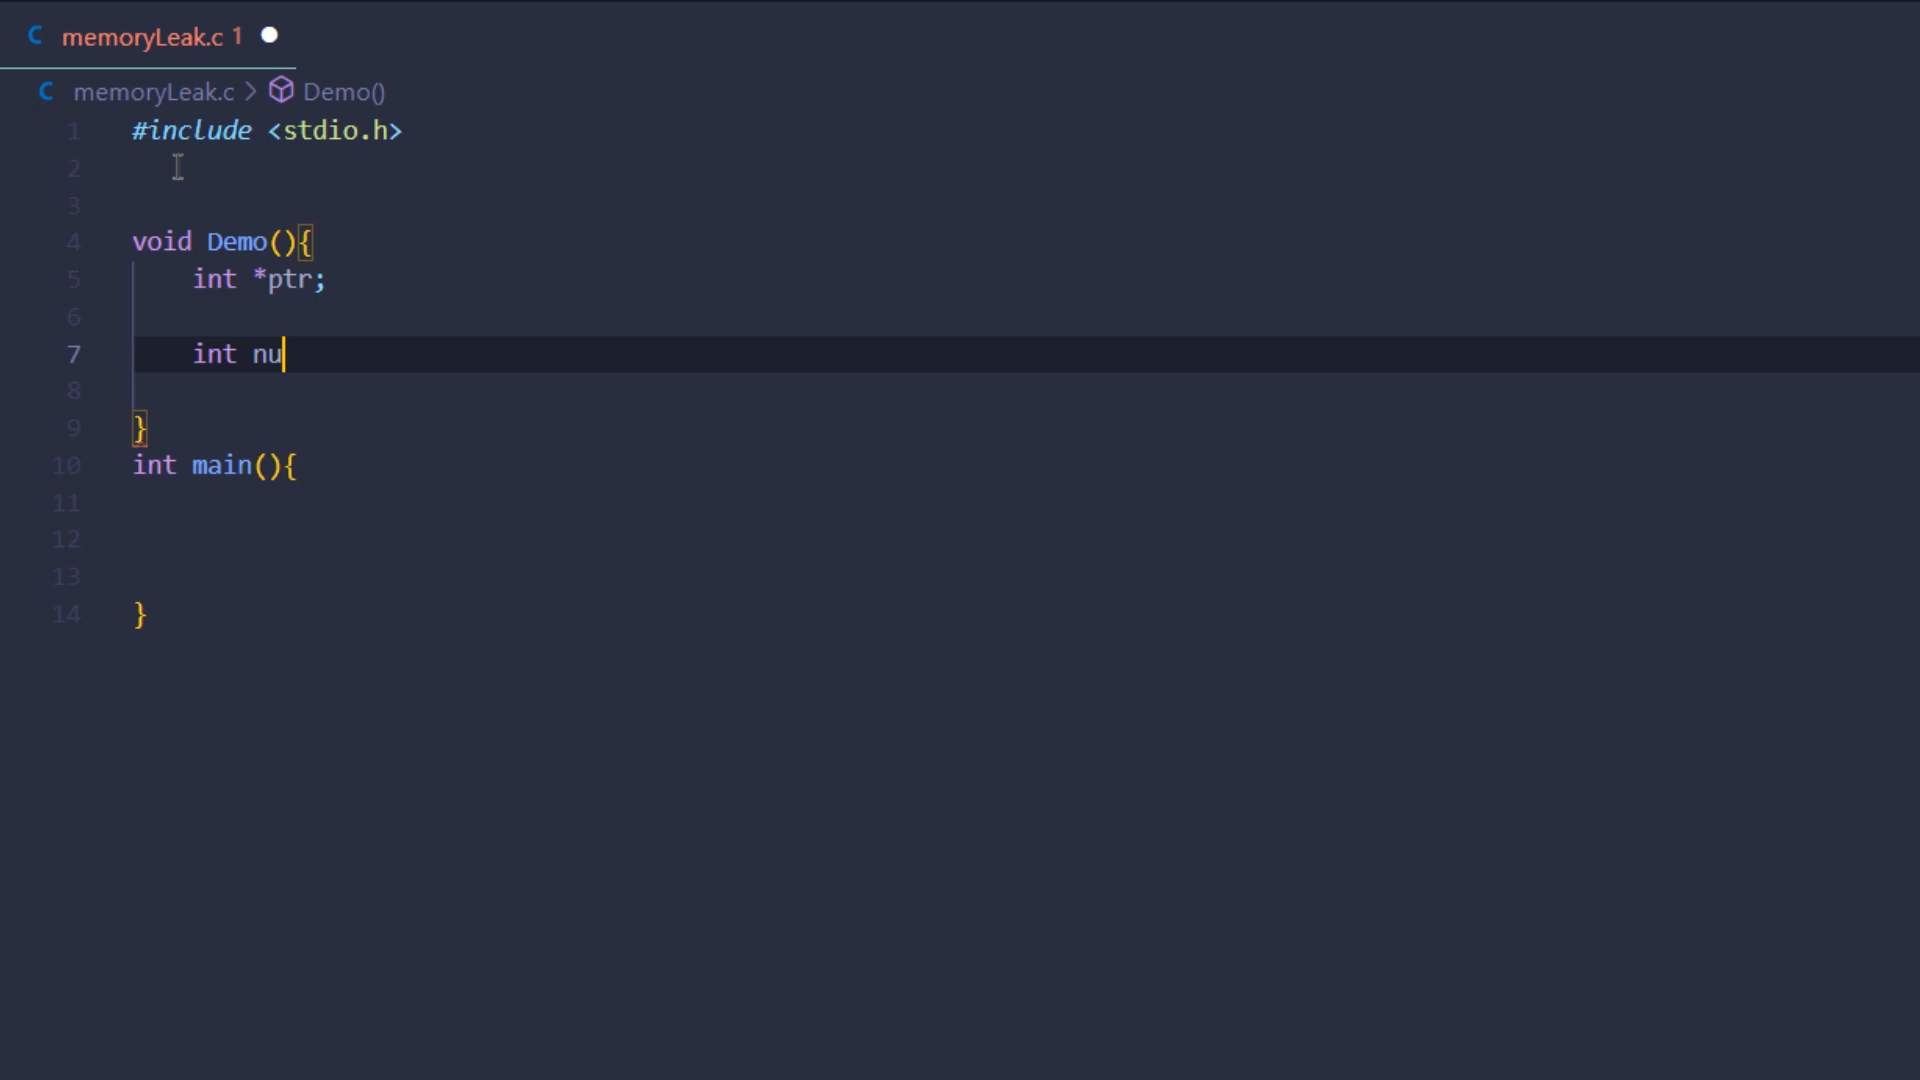 C memoryLeak.c 1
C memoryLeak.c > Demo()
1 #include <stdio.h>
2
3
4 void Demo(){
5 int *ptr;
6
7 int nu
8
9 }
10 int main(){
11
12
13
14 }